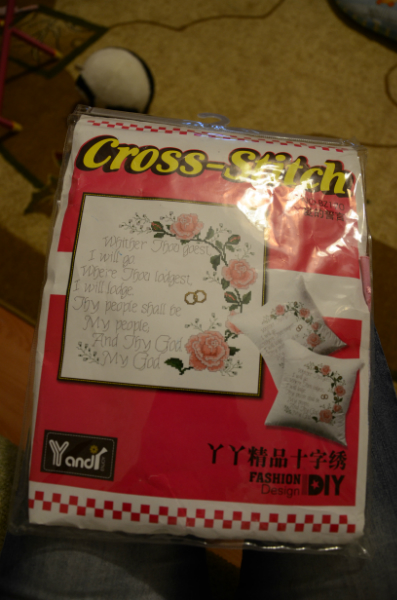 Cross-Stitch
Whither Thou goest,
I will go
Where Thou lodgest,
I will lodge
Thy people shall be
My people,
And Thy God
My God
YandY
丫丫精品十字绣
FASHION
Design DIY